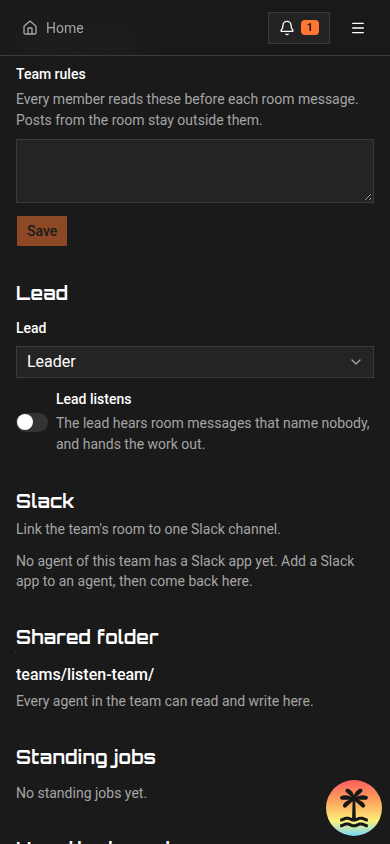 Home
1
Team rules
Every member reads these before each room message.
Posts from the room stay outside them.
Save
Lead
Lead
Leader
Lead listens
The lead hears room messages that name nobody,
and hands the work out.
Slack
Link the team's room to one Slack channel.
No agent of this team has a Slack app yet. Add a Slack
app to an agent, then come back here.
Shared folder
teams/listen-team/
Every agent in the team can read and write here.
Standing jobs
No standing jobs yet.